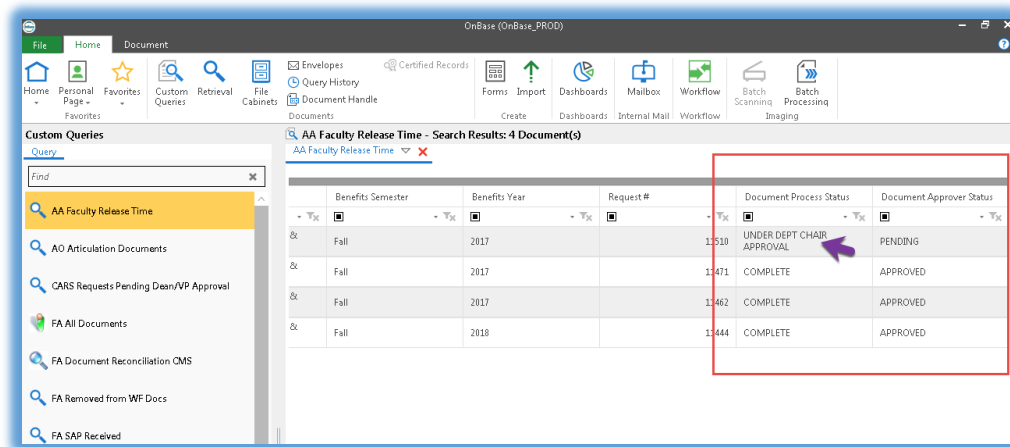 OnBase (OnBase_PROD)
File Home Document
Home
Personal Page
Favorites
Custom Queries
Retrieval
File Cabinets
Envelopes
Query History
Document Handle
Certified Records
Forms
Import
Dashboards
Mailbox
Workflow
Batch Scanning
Batch Processing
Favorites Documents Create Dashboards Internal Mail Workflow Imaging
Custom Queries
Query
Find
AA Faculty Release Time
AO Articulation Documents
CARS Requests Pending Dean/VP Approval
FA All Documents
FA Document Reconciliation CMS
FA Removed from WF Docs
FA SAP Received
AA Faculty Release Time - Search Results: 4 Document(s)
AA Faculty Release Time
Benefits Semester Benefits Year Request # Document Process Status Document Approver Status
& Fall 2017 11510 UNDER DEPT CHAIR APPROVAL PENDING
& Fall 2017 11471 COMPLETE APPROVED
& Fall 2017 11462 COMPLETE APPROVED
& Fall 2018 11444 COMPLETE APPROVED